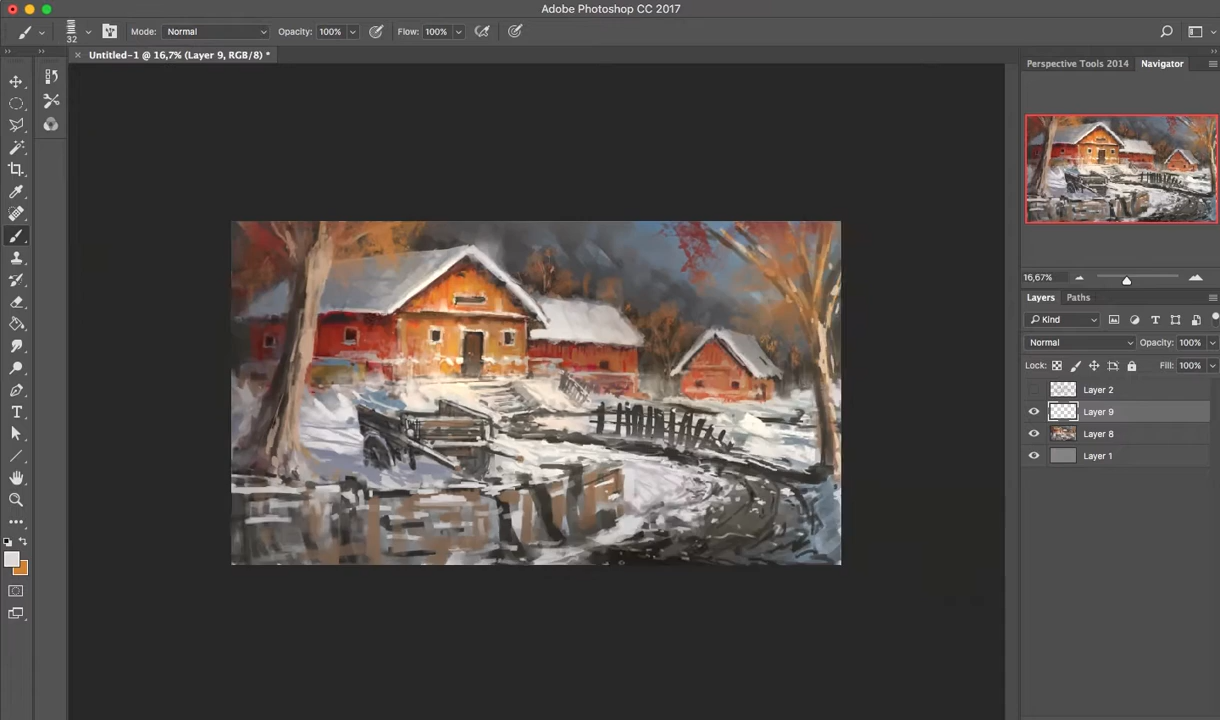 Adobe Photoshop CC 2017
32
Mode: Normal
Opacity: 100%
Flow: 100%
Untitled-1 @ 16,7% (Layer 9, RGB/8) *
Perspective Tools 2014
Navigator
16,67%
Layers
Paths
Kind
Normal
Opacity: 100%
Lock:
Fill: 100%
Layer 2
Layer 9
Layer 8
Layer 1